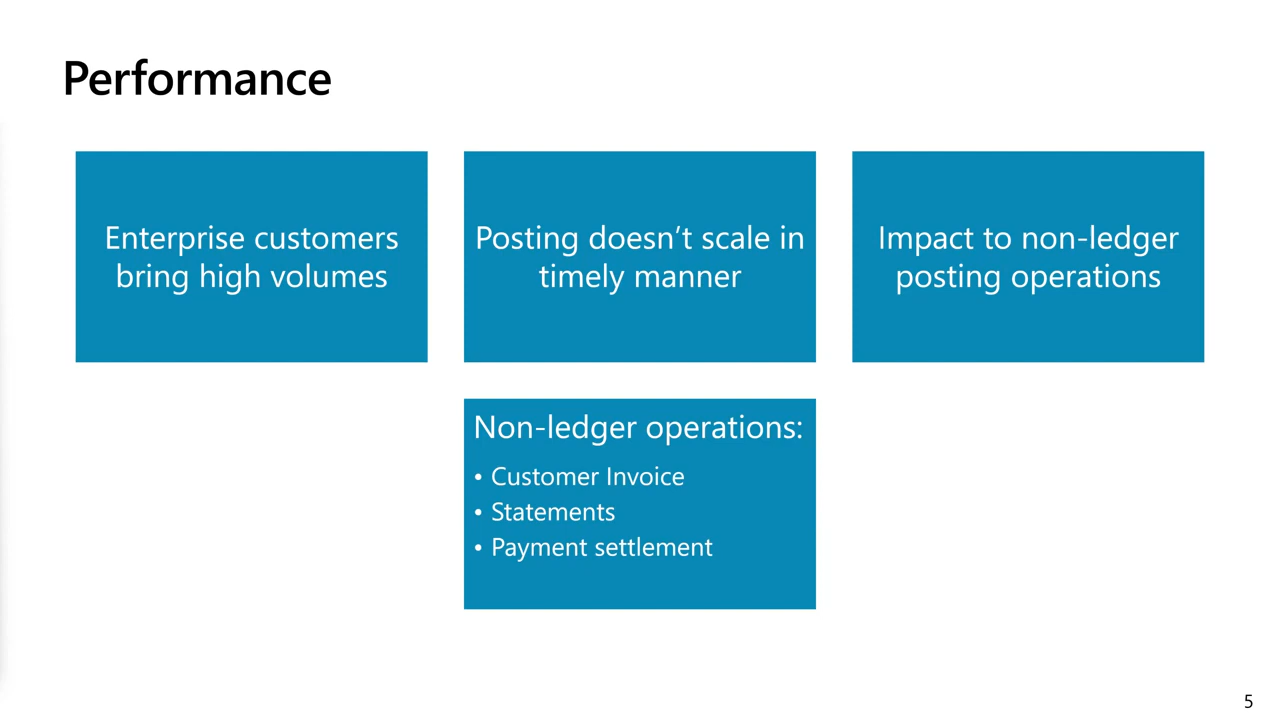 Performance
Enterprise customers
bring high volumes
Posting doesn’t scale in
timely manner
Impact to non-ledger
posting operations
Non-ledger operations:
• Customer Invoice
• Statements
• Payment settlement
5